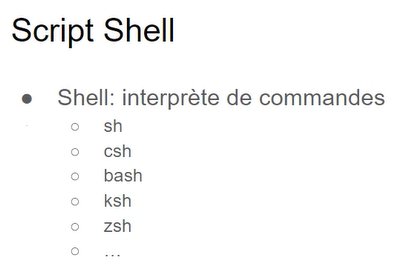 Script Shell
● Shell: interprète de commandes
○ sh
○ csh
○ bash
○ ksh
○ zsh
○ ...